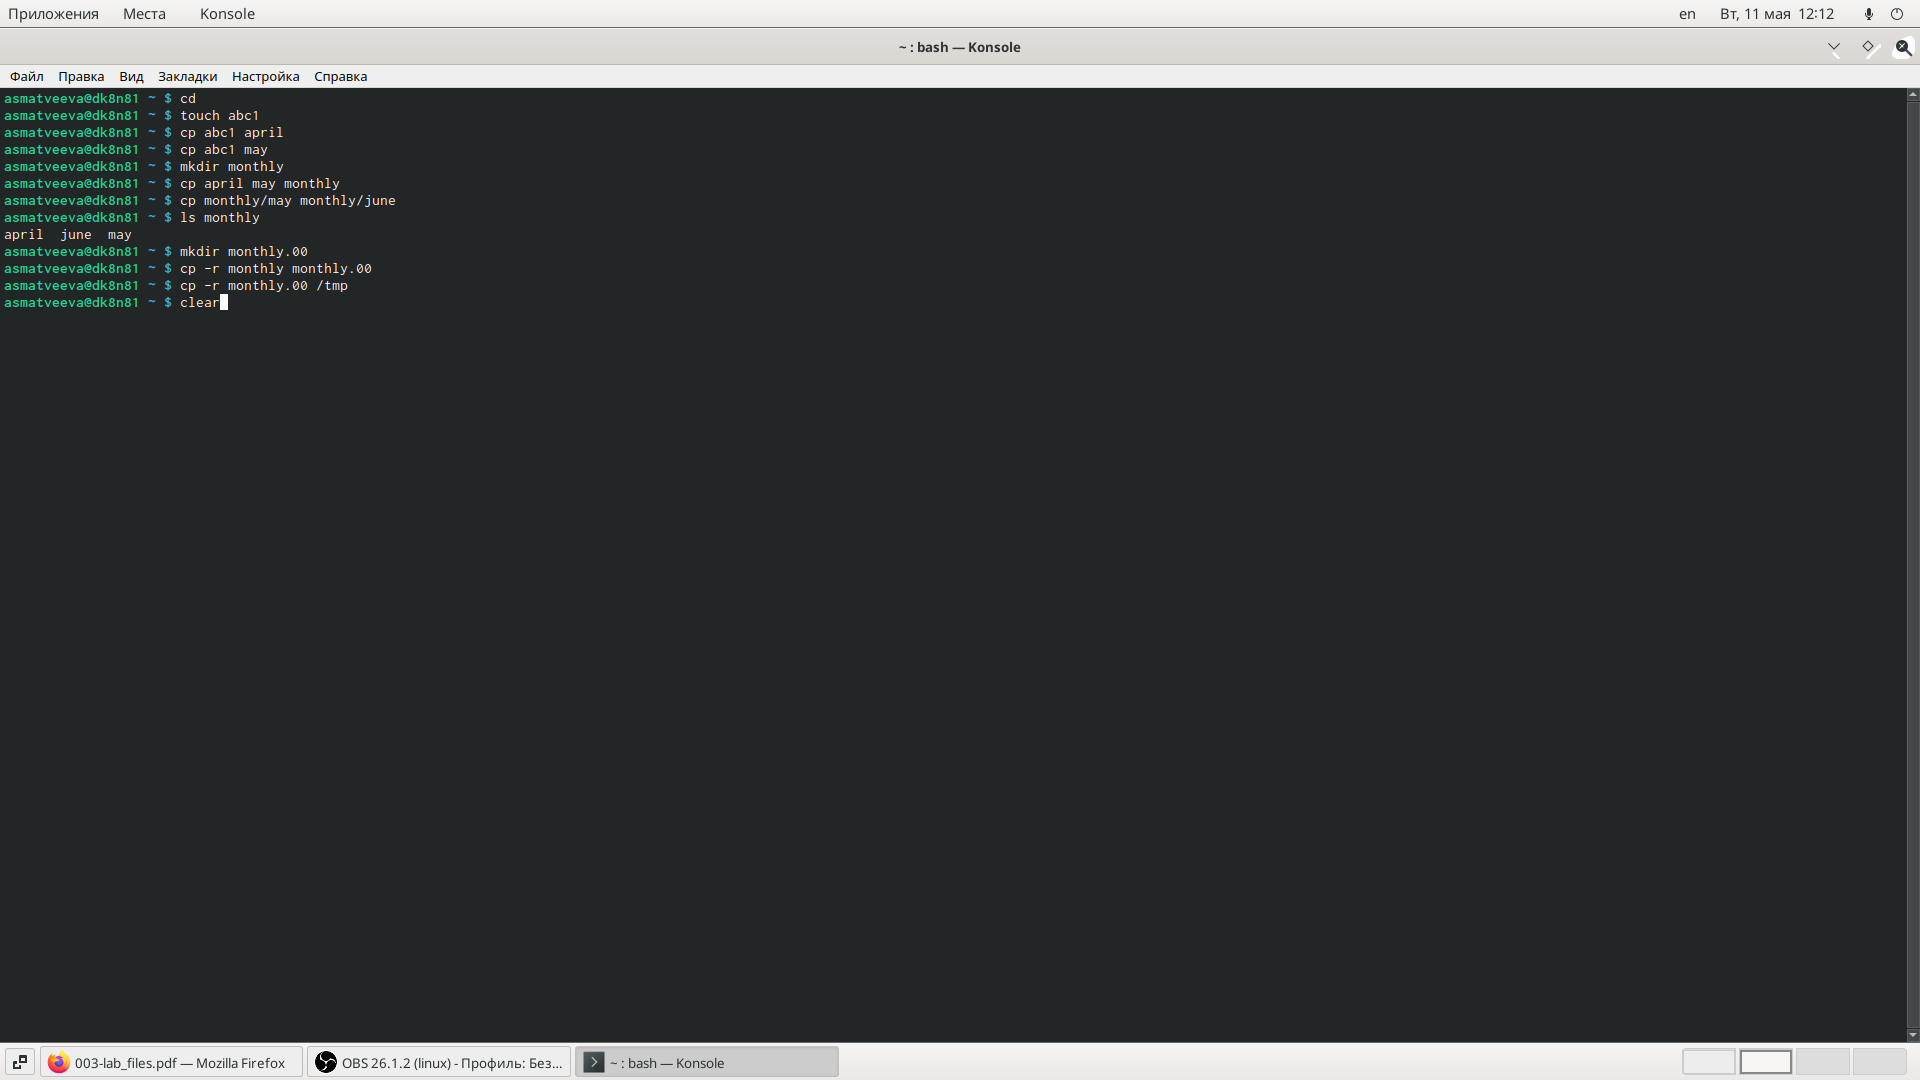 Приложения Места Konsole en Вт, 11 мая 12:12
~ : bash — Konsole
Файл Правка Вид Закладки Настройка Справка
asmatveeva@dk8n81 ~ $ cd
asmatveeva@dk8n81 ~ $ touch abc1
asmatveeva@dk8n81 ~ $ cp abc1 april
asmatveeva@dk8n81 ~ $ cp abc1 may
asmatveeva@dk8n81 ~ $ mkdir monthly
asmatveeva@dk8n81 ~ $ cp april may monthly
asmatveeva@dk8n81 ~ $ cp monthly/may monthly/june
asmatveeva@dk8n81 ~ $ ls monthly
april  june  may
asmatveeva@dk8n81 ~ $ mkdir monthly.00
asmatveeva@dk8n81 ~ $ cp -r monthly monthly.00
asmatveeva@dk8n81 ~ $ cp -r monthly.00 /tmp
asmatveeva@dk8n81 ~ $ clear
003-lab_files.pdf — Mozilla Firefox OBS 26.1.2 (linux) - Профиль: Без... ~ : bash — Konsole